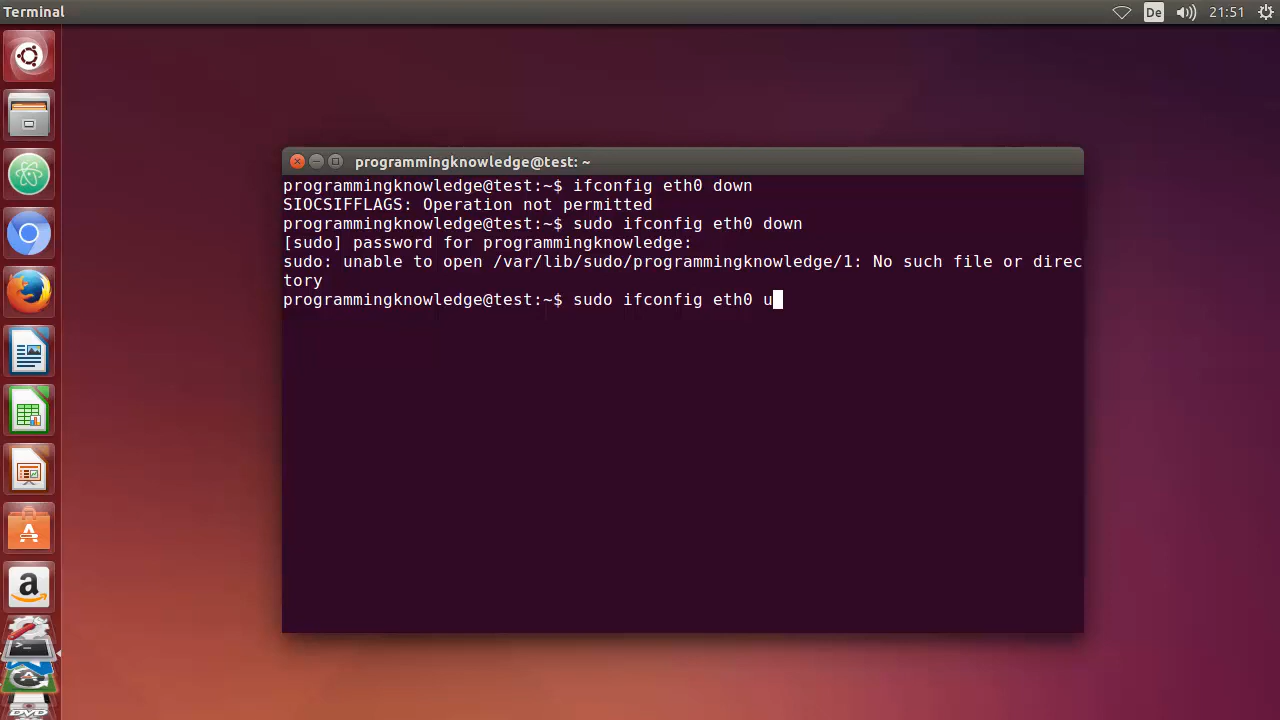 Terminal
De
21:51
programmingknowledge@test: ~
programmingknowledge@test:~$ ifconfig eth0 down
SIOCSIFFLAGS: Operation not permitted
programmingknowledge@test:~$ sudo ifconfig eth0 down
[sudo] password for programmingknowledge:
sudo: unable to open /var/lib/sudo/programmingknowledge/1: No such file or direc
tory
programmingknowledge@test:~$ sudo ifconfig eth0 u
A
a
>_
DVD